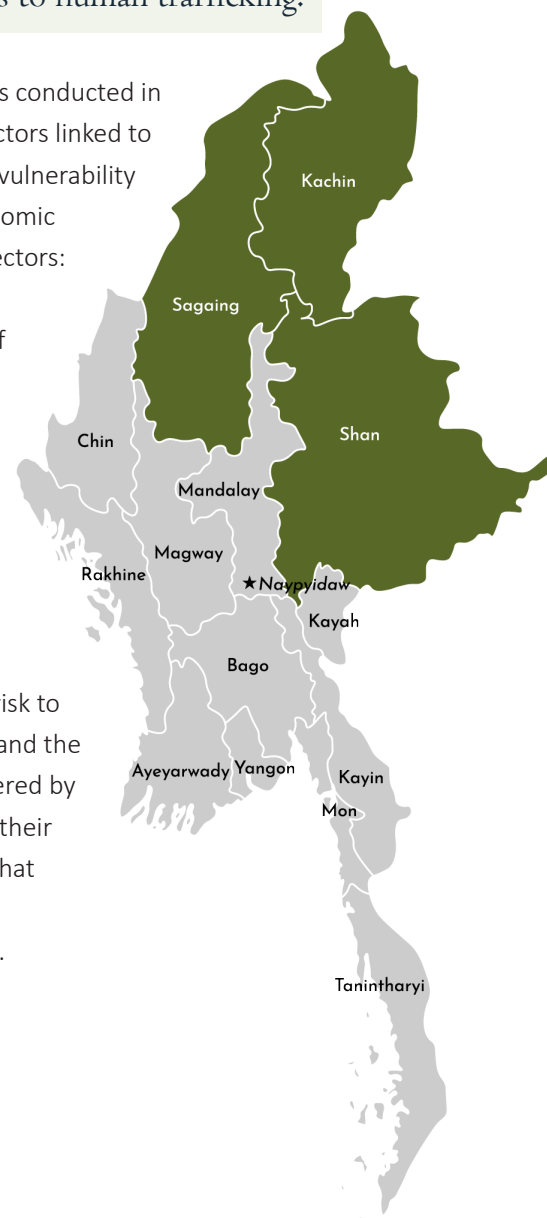 s to human trafficking.
s conducted in
ctors linked to
vulnerability
omic
ectors:
f
Kachin
Sagaing
Shan
Chin
Mandalay
Magway
Rakhine
★ Naypyidaw
Kayah
Bago
isk to
and the
Ayeyarwady
Yangon
ered by
Kayin
Mon
their
hat
.
Tanintharyi